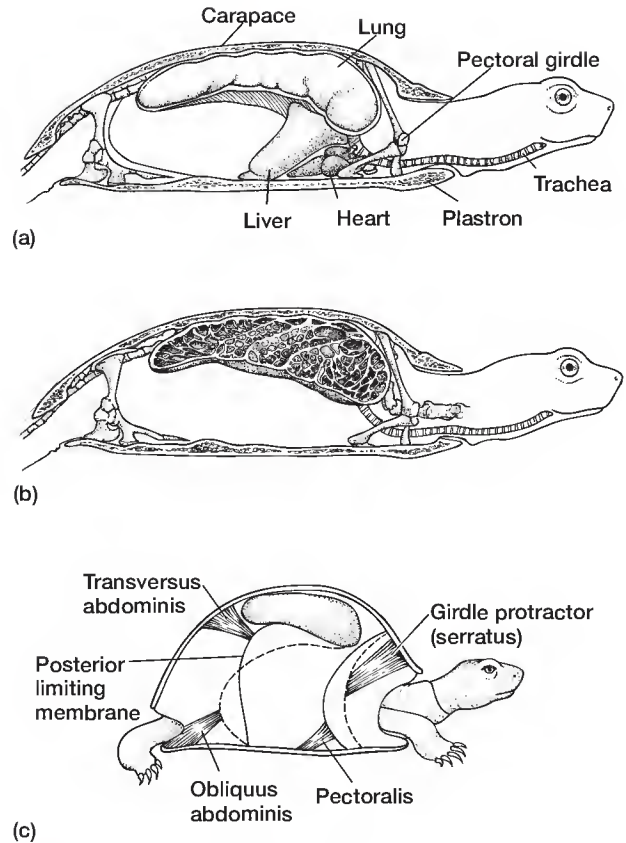 Carapace
Lung
Pectoral girdle
Trachea
Liver
Heart
Plastron
(a)
(b)
Transversus
abdominis
Girdle protractor
(serratus)
Posterior
limiting
membrane
Obliquus
abdominis
Pectoralis
(c)